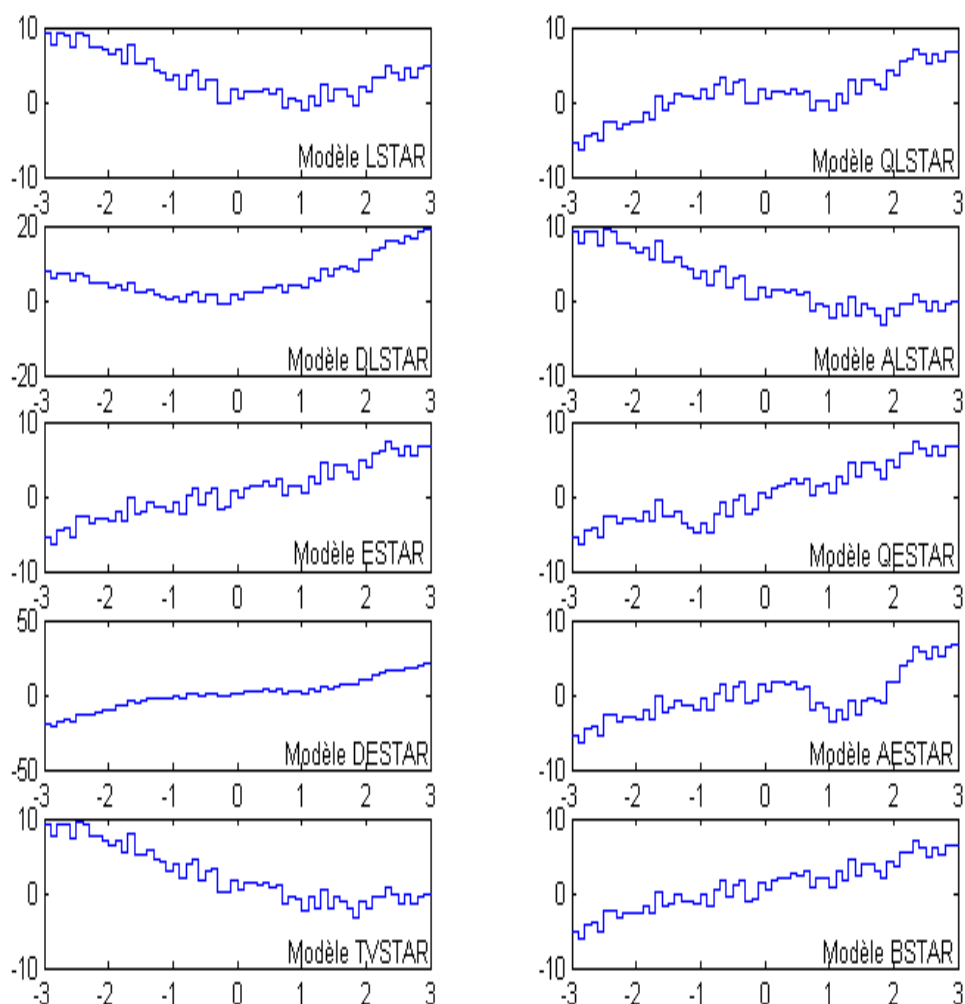 10
0
-10
-3 -2 -1 0 1 2 3
Modèle LSTAR
10
0
-10
-3 -2 -1 0 1 2 3
Modèle QLSTAR
20
0
-20
-3 -2 -1 0 1 2 3
Modèle DLSTAR
10
0
-10
-3 -2 -1 0 1 2 3
Modèle ALSTAR
10
0
-10
-3 -2 -1 0 1 2 3
Modèle ESTAR
10
0
-10
-3 -2 -1 0 1 2 3
Modèle QESTAR
50
0
-50
-3 -2 -1 0 1 2 3
Modèle DESTAR
10
0
-10
-3 -2 -1 0 1 2 3
Modèle AESTAR
10
0
-10
-3 -2 -1 0 1 2 3
Modèle TVSTAR
10
0
-10
-3 -2 -1 0 1 2 3
Modèle BSTAR